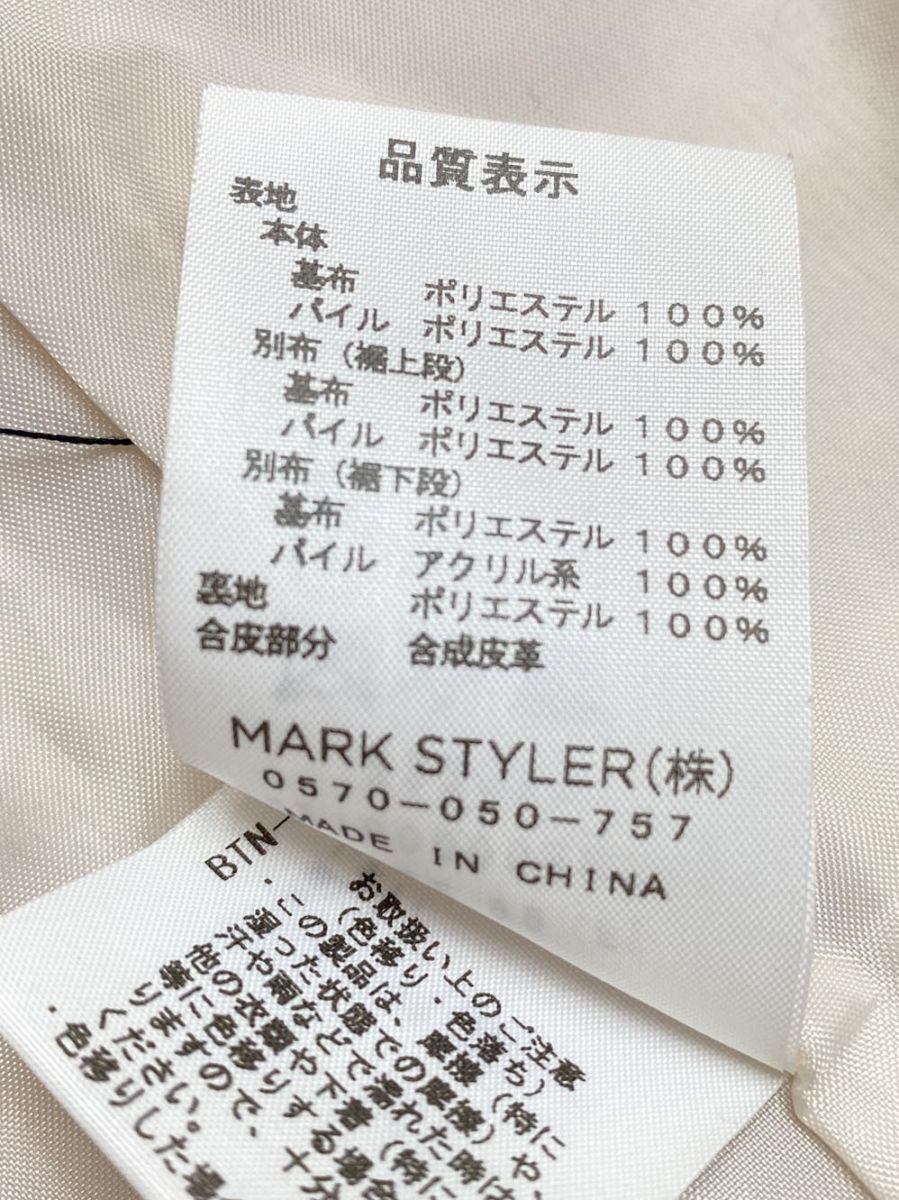 品質表示
表地
本体
基布 ポリエステル 100%
パイル ポリエステル 100%
別布(裾上段)
基布 ポリエステル 100%
パイル ポリエステル 100%
別布(裾下段)
基布 ポリエステル 100%
パイル アクリル系 100%
裏地 ポリエステル 100%
合皮部分 合成皮革
MARK STYLER(株)
0570-050-757
MADE IN CHINA
BTN-
お取扱い上のご注意
(色移り・色落ち)
・この製品は、摩擦(特に
湿った状態での摩擦)や、
汗や雨などで濡れた時は
他の衣類や下着(特に
等に色移りする場合
りますので、十分
ください。
・色移りした場